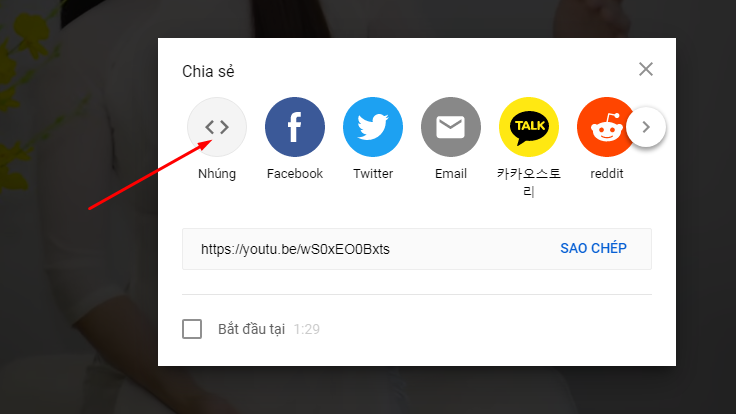 Chia sẻ
TALK
Nhúng
Facebook
Twitter
Email
카카오스토
리
reddit
https://youtu.be/wS0xEO0Bxts
SAO CHÉP
Bắt đầu tại 1:29